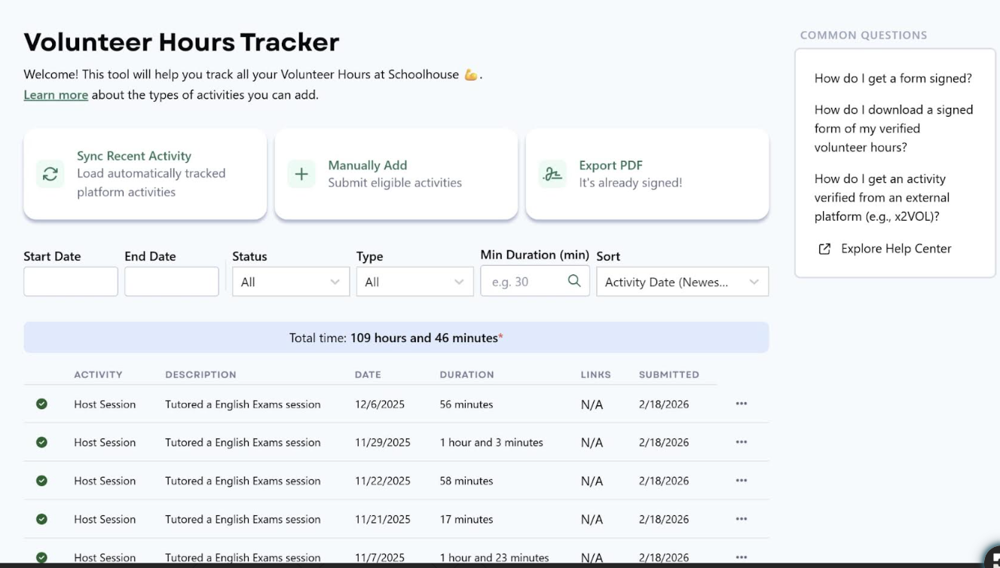 Volunteer Hours Tracker
Welcome! This tool will help you track all your Volunteer Hours at Schoolhouse 💪.
Learn more about the types of activities you can add.
Sync Recent Activity
Load automatically tracked
platform activities
Manually Add
Submit eligible activities
Export PDF
It's already signed!
Start Date
End Date
Status
All
Type
All
Min Duration (min)
e.g. 30
Sort
Activity Date (Newes...
Total time: 109 hours and 46 minutes*
ACTIVITY DESCRIPTION DATE DURATION LINKS SUBMITTED
Host Session Tutored a English Exams session 12/6/2025 56 minutes N/A 2/18/2026
Host Session Tutored a English Exams session 11/29/2025 1 hour and 3 minutes N/A 2/18/2026
Host Session Tutored a English Exams session 11/22/2025 58 minutes N/A 2/18/2026
Host Session Tutored a English Exams session 11/21/2025 17 minutes N/A 2/18/2026
Host Session Tutored a English Exams session 11/7/2025 1 hour and 23 minutes N/A 2/18/2026
COMMON QUESTIONS
How do I get a form signed?
How do I download a signed
form of my verified
volunteer hours?
How do I get an activity
verified from an external
platform (e.g., x2VOL)?
Explore Help Center